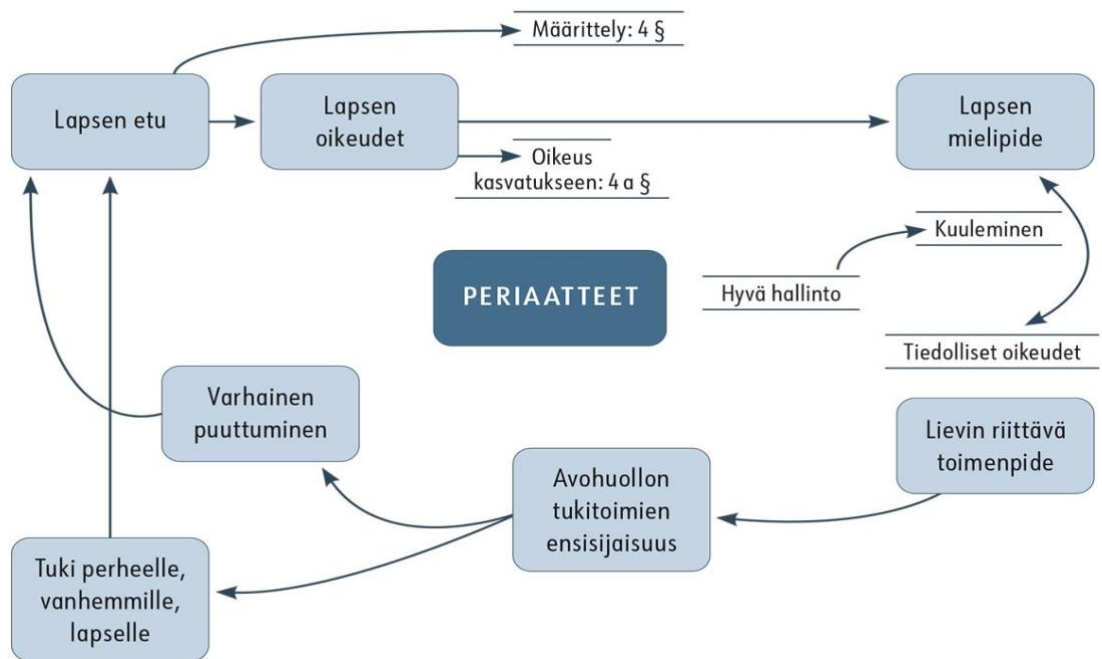 Määrittely: 4 §
Lapsen etu
Lapsen
oikeudet
Lapsen
mielipide
Oikeus
kasvatukseen: 4 a §
Kuuleminen
PERIAATTEET
Hyvä hallinto
Tiedolliset oikeudet
Varhainen
puuttuminen
Lievin riittävä
toimenpide
Avohuollon
tukitoimien
ensisijaisuus
Tuki perheelle,
vanhemmille,
lapselle